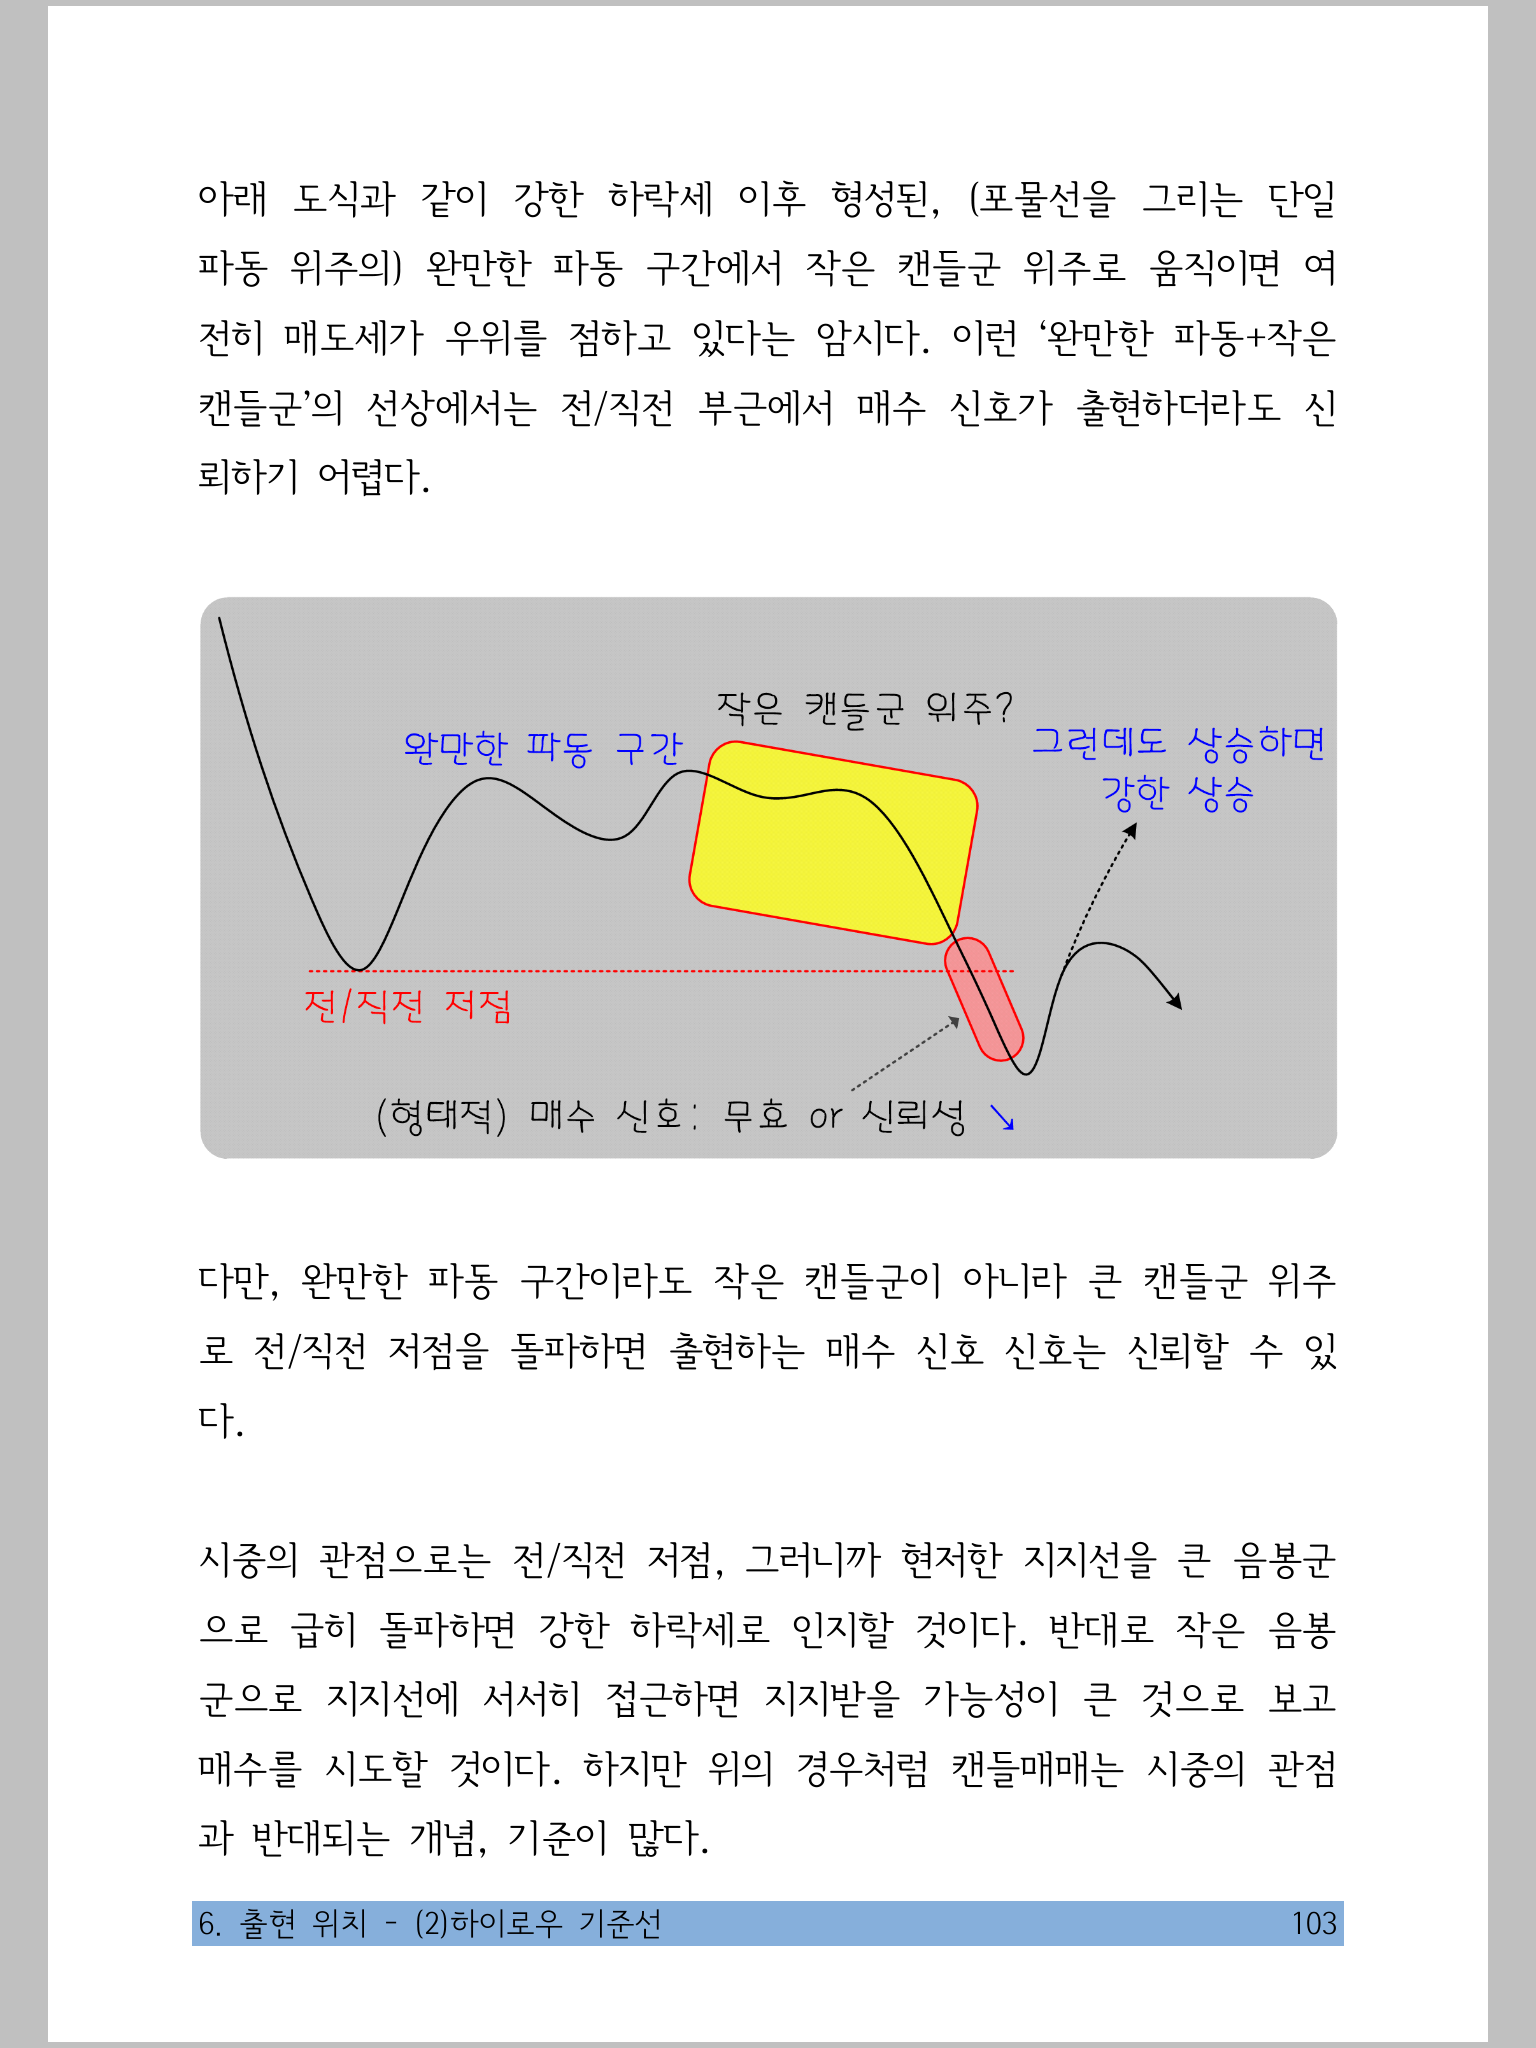 아래 도식과 같이 강한 하락세 이후 형성된, (포물선을 그리는 단일
파동 위주의) 완만한 파동 구간에서 작은 캔들군 위주로 움직이면 여
전히 매도세가 우위를 점하고 있다는 암시다. 이런 ‘완만한 파동+작은
캔들군’의 선상에서는 전/직전 부근에서 매수 신호가 출현하더라도 신
뢰하기 어렵다.
작은 캔들군 위주?
완만한 파동 구간
그런데도 상승하면
강한 상승
전/직전 저점
(형태적) 매수 신호: 무효 or 신뢰성 ↘
다만, 완만한 파동 구간이라도 작은 캔들군이 아니라 큰 캔들군 위주
로 전/직전 저점을 돌파하면 출현하는 매수 신호 신호는 신뢰할 수 있
다.
시중의 관점으로는 전/직전 저점, 그러니까 현저한 지지선을 큰 음봉군
으로 급히 돌파하면 강한 하락세로 인지할 것이다. 반대로 작은 음봉
군으로 지지선에 서서히 접근하면 지지받을 가능성이 큰 것으로 보고
매수를 시도할 것이다. 하지만 위의 경우처럼 캔들매매는 시중의 관점
과 반대되는 개념, 기준이 많다.
6. 출현 위치 - (2)하이로우 기준선 103